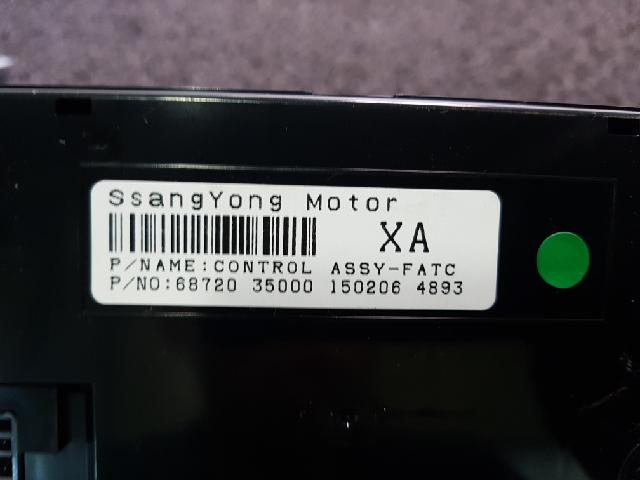 SsangYong Motor
XA
P/NAME:CONTROL ASSY-FATC
P/NO:68720 35000 150206 4893